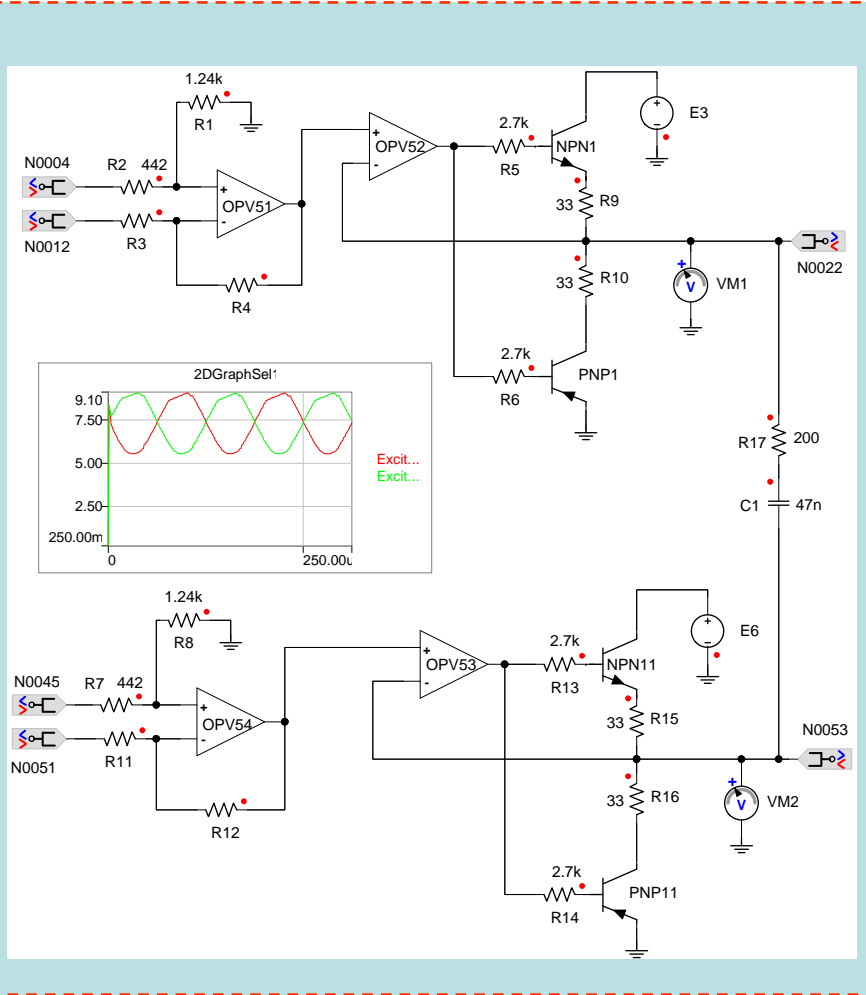 1.24k
R1
E3
2.7k
NPN1
R5
+
OPV52
-
N0004
R2 442
+
OPV51
-
N0012
R3
R4
33 R9
N0022
33 R10
+
V
VM1
2.7k
PNP1
R6
2DGraphSel1
9.10
7.50
5.00
2.50
250.00m
0
250.00u
Excit...
Excit...
R17 200
C1 47n
1.24k
R8
E6
2.7k
NPN11
R13
+
OPV53
-
N0045
R7 442
+
OPV54
-
N0051
R11
R12
33 R15
N0053
33 R16
+
V
VM2
2.7k
PNP11
R14